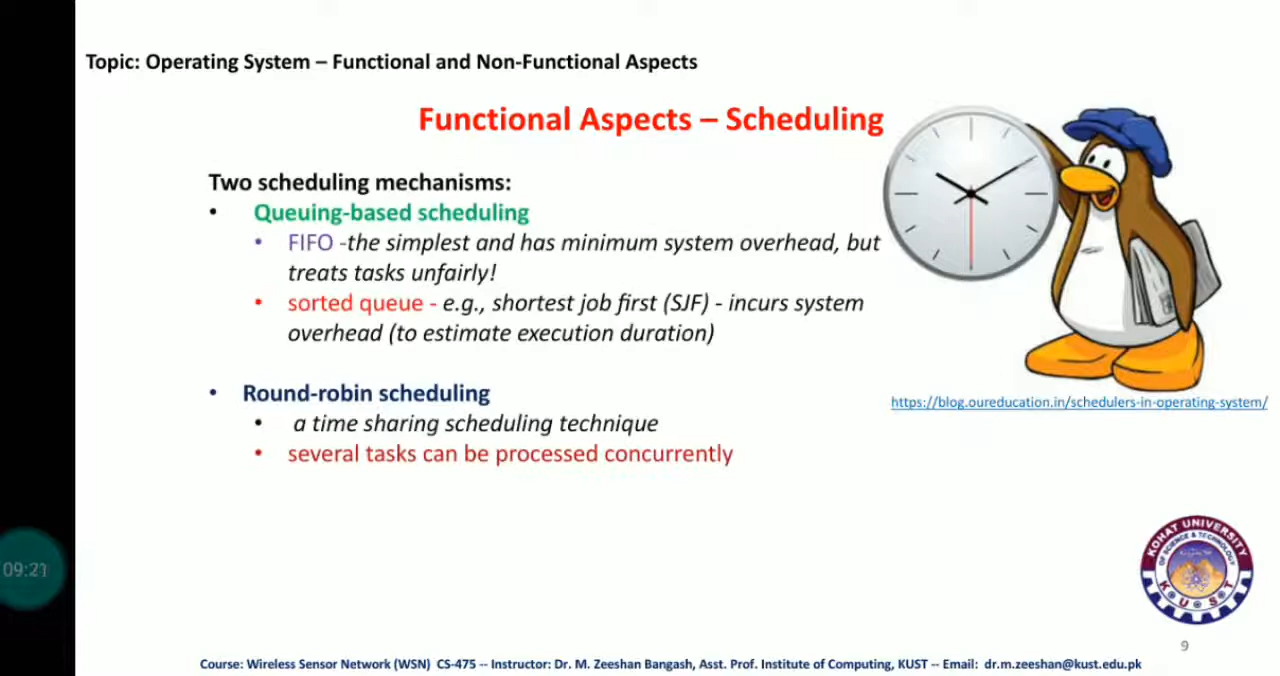 Topic: Operating System – Functional and Non-Functional Aspects
Functional Aspects – Scheduling
Two scheduling mechanisms:
• Queuing-based scheduling
• FIFO -the simplest and has minimum system overhead, but
treats tasks unfairly!
• sorted queue - e.g., shortest job first (SJF) - incurs system
overhead (to estimate execution duration)
• Round-robin scheduling
• a time sharing scheduling technique
• several tasks can be processed concurrently
https://blog.oureducation.in/schedulers-in-operating-system/
09:21
KOHAT UNIVERSITY
OF SCIENCE & TECHNOLOGY
K U S T
9
Course: Wireless Sensor Network (WSN) CS-475 -- Instructor: Dr. M. Zeeshan Bangash, Asst. Prof. Institute of Computing, KUST -- Email: dr.m.zeeshan@kust.edu.pk